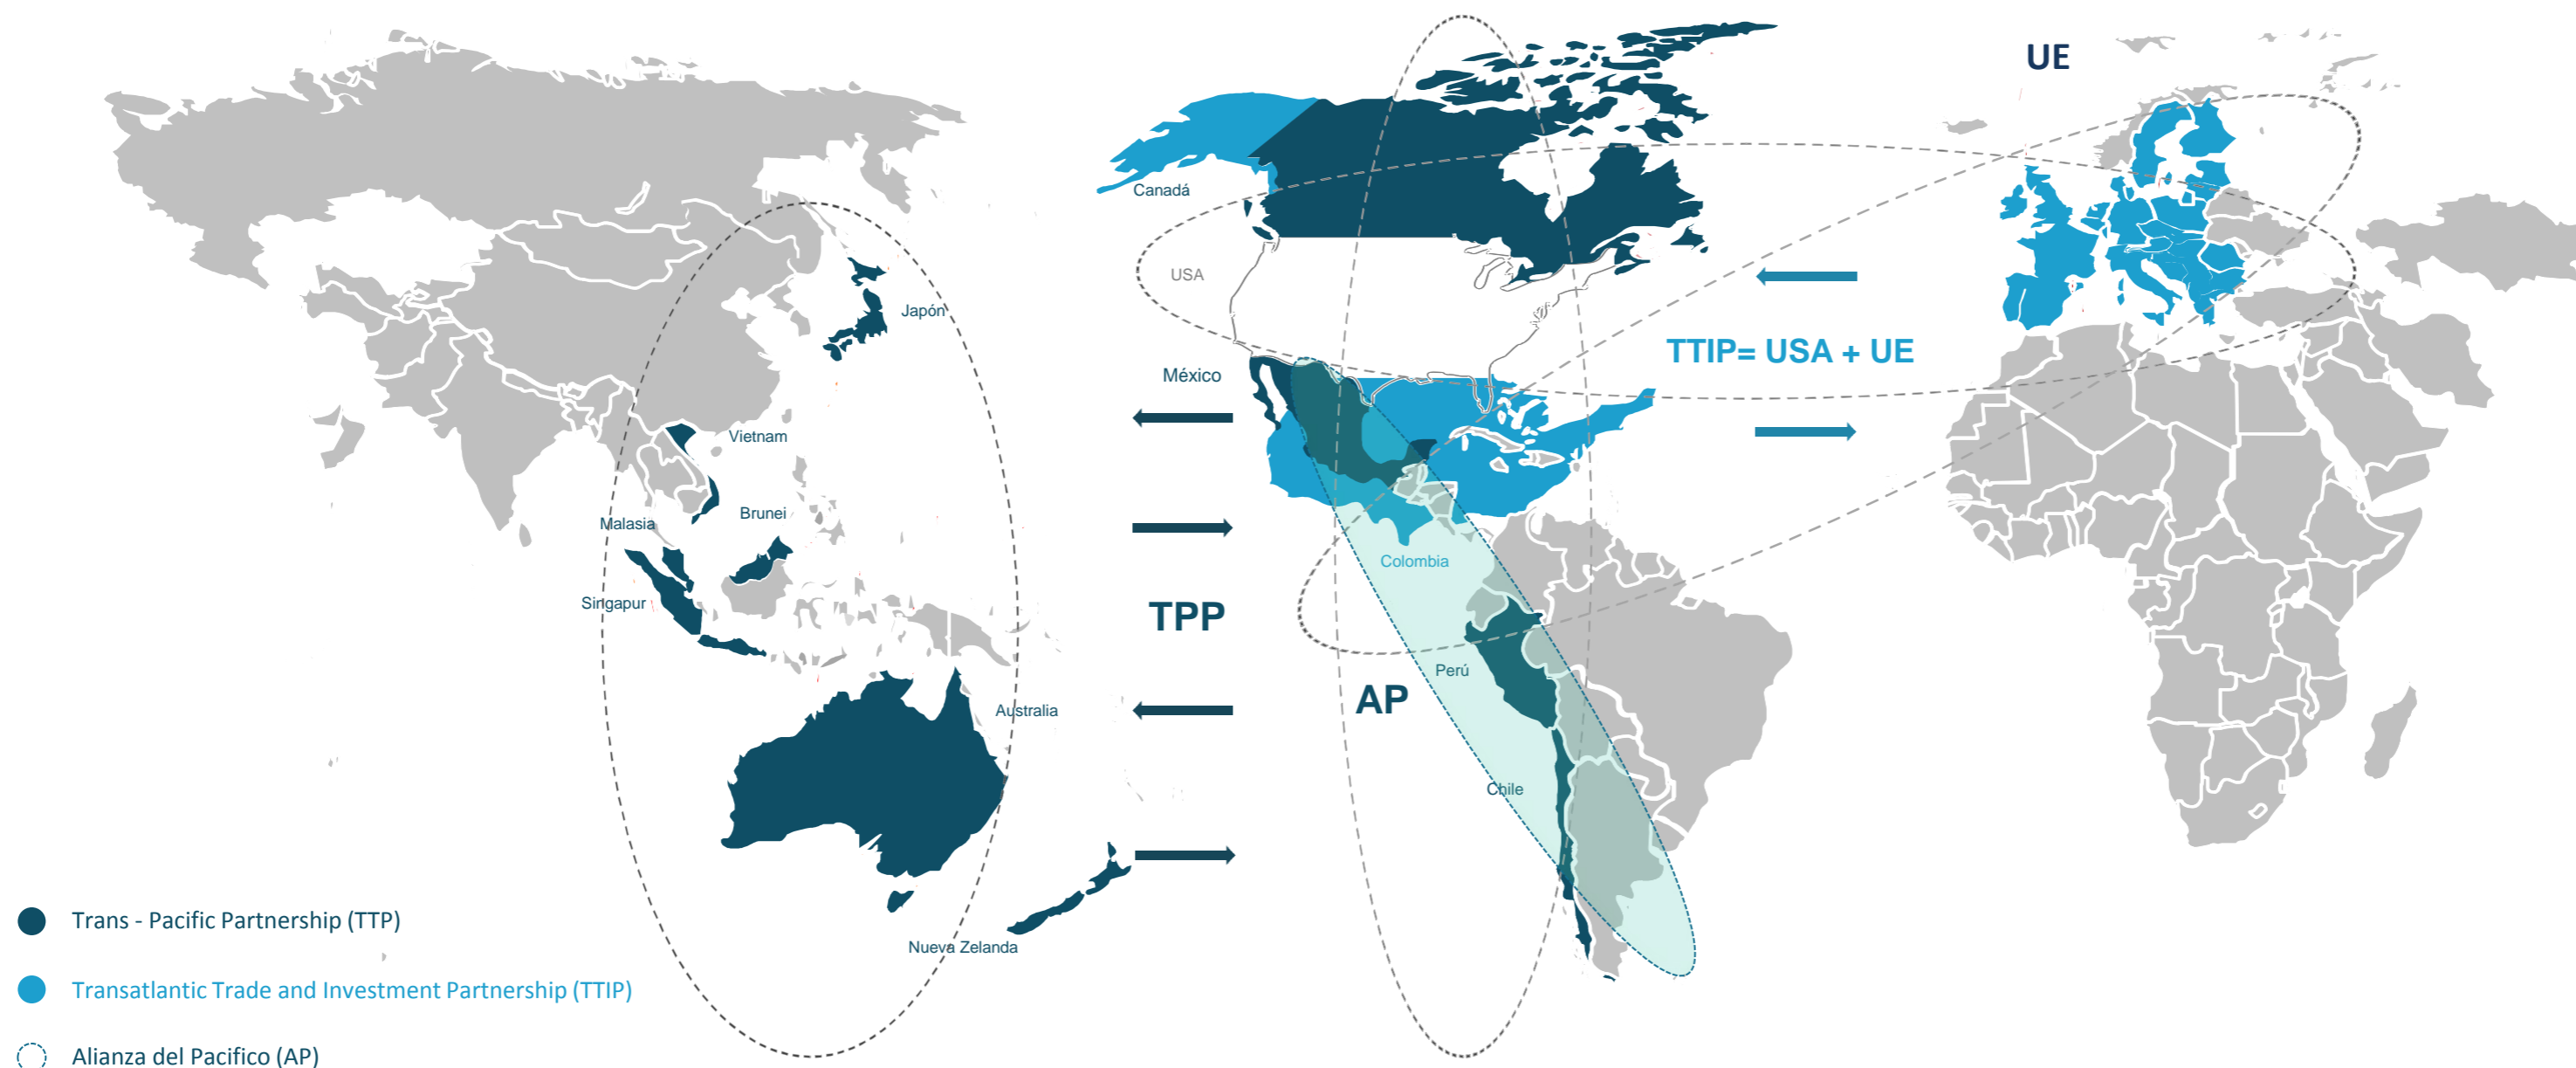 UE
Canadá
USA
Japón
TTIP= USA + UE
México
Vietnam
Brunei
Malasia
Colombia
Singapur
TPP
Perú
AP
Australia
Chile
Nueva Zelanda
Trans - Pacific Partnership (TTP)
Transatlantic Trade and Investment Partnership (TTIP)
Alianza del Pacifico (AP)